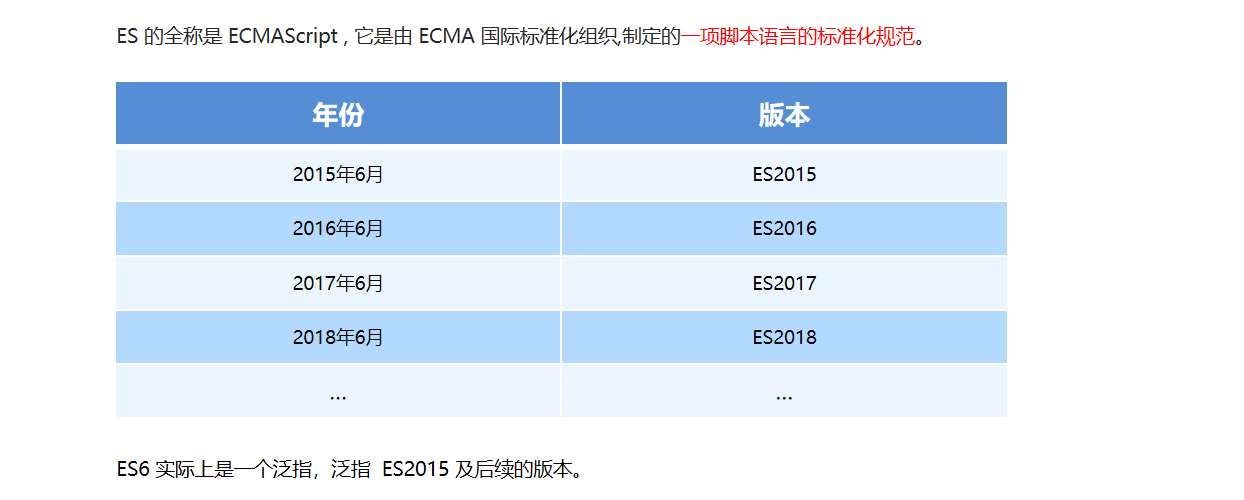 ES 的全称是 ECMAScript , 它是由 ECMA 国际标准化组织,制定的一项脚本语言的标准化规范。
年份 版本
2015年6月 ES2015
2016年6月 ES2016
2017年6月 ES2017
2018年6月 ES2018
... ...
ES6 实际上是一个泛指，泛指 ES2015 及后续的版本。